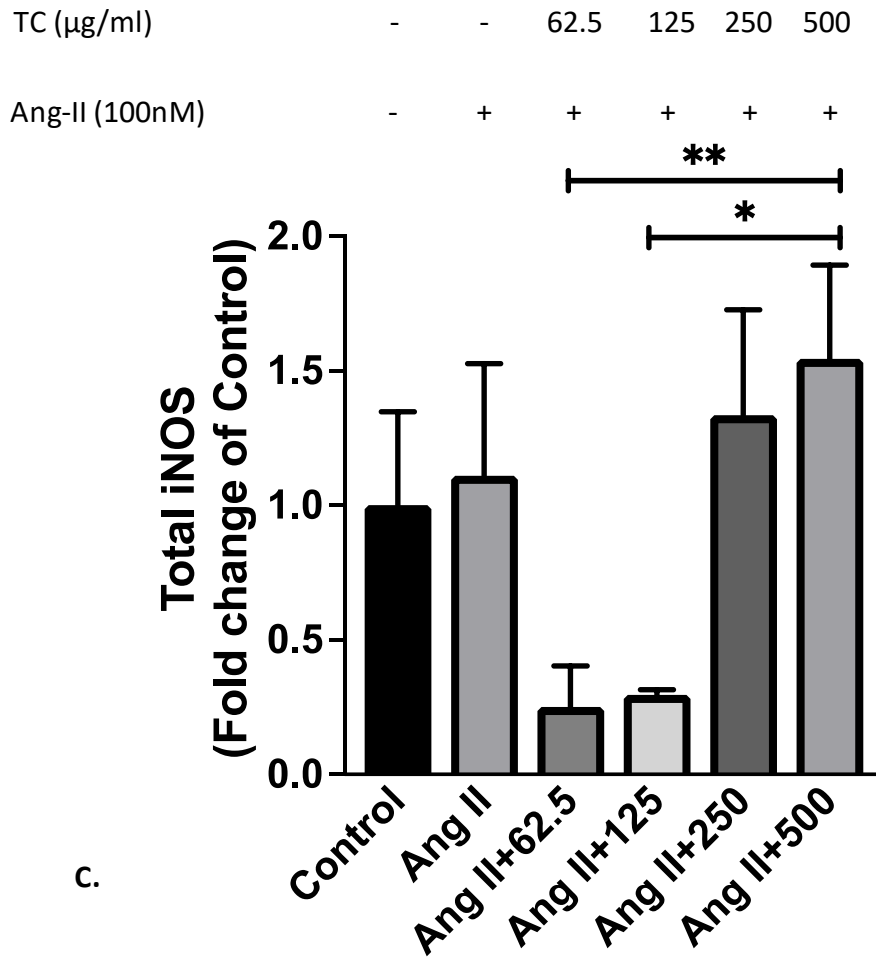 TC (µg/ml) - - 62.5 125 250 500
Ang-II (100nM) - + + + + +
**
*
Total iNOS
(Fold change of Control)
2.0
1.5
1.0
0.5
0.0
Control
Ang II
Ang II+62.5
Ang II+125
Ang II+250
Ang II+500
c.